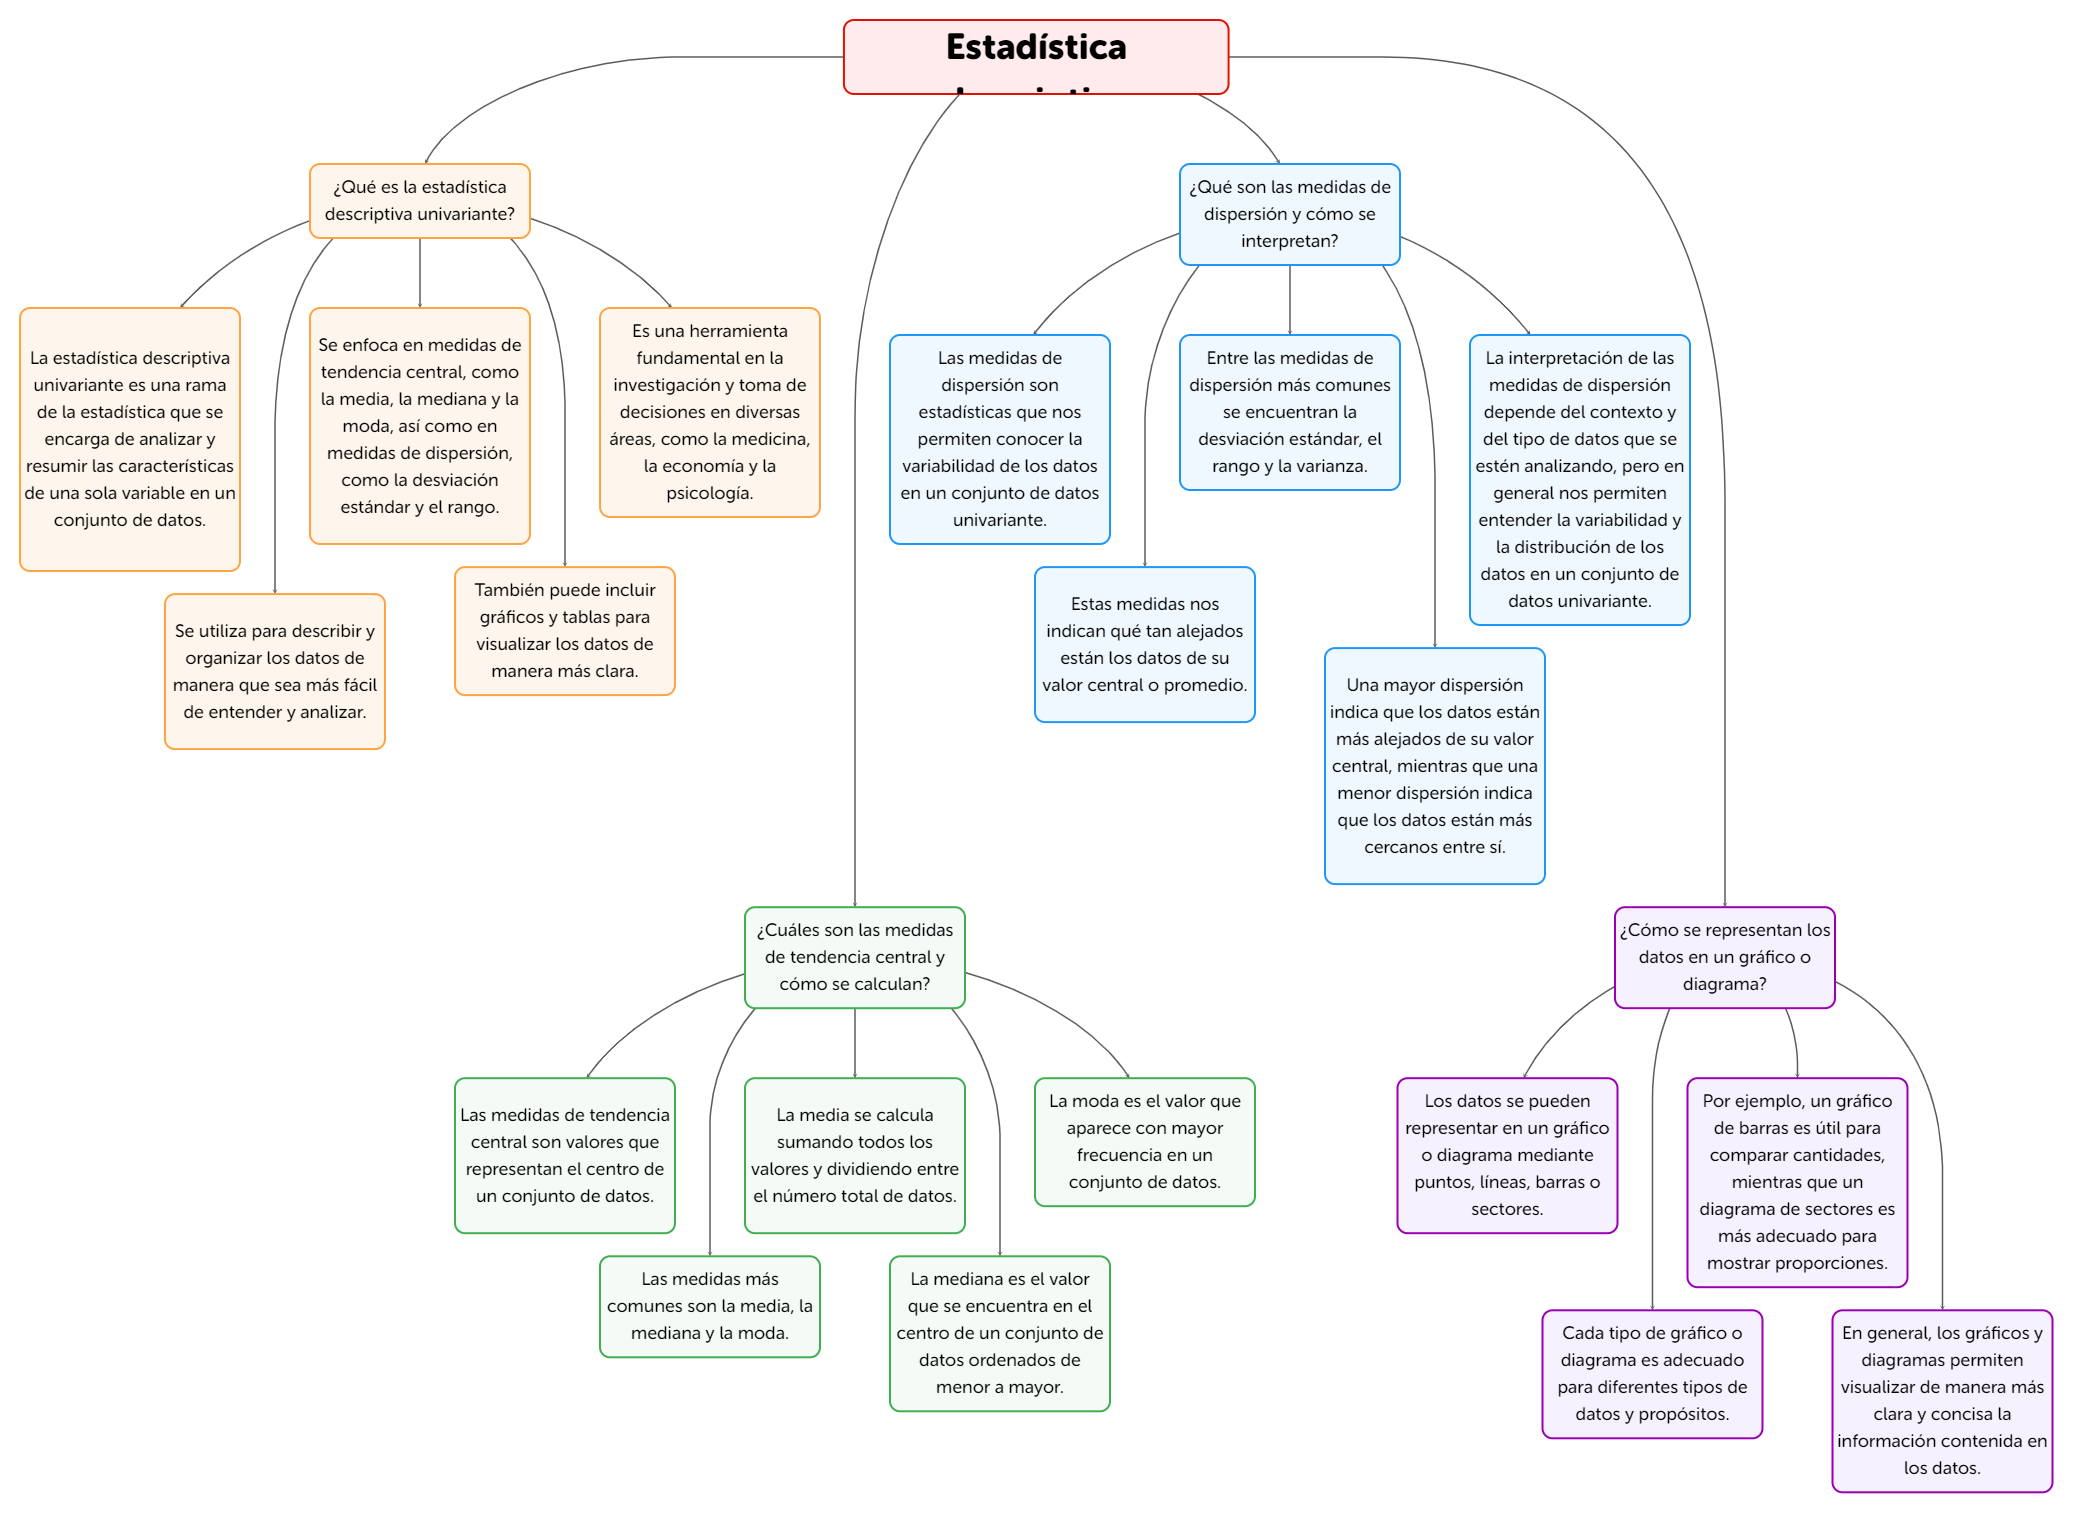 Estadística
¿Qué es la estadística
descriptiva univariante?
La estadística descriptiva
univariante es una rama
de la estadística que se
encarga de analizar y
resumir las características
de una sola variable en un
conjunto de datos.
Se utiliza para describir y
organizar los datos de
manera que sea más fácil
de entender y analizar.
Se enfoca en medidas de
tendencia central, como
la media, la mediana y la
moda, así como en
medidas de dispersión,
como la desviación
estándar y el rango.
También puede incluir
gráficos y tablas para
visualizar los datos de
manera más clara.
Es una herramienta
fundamental en la
investigación y toma de
decisiones en diversas
áreas, como la medicina,
la economía y la
psicología.
¿Cuáles son las medidas
de tendencia central y
cómo se calculan?
Las medidas de tendencia
central son valores que
representan el centro de
un conjunto de datos.
Las medidas más
comunes son la media, la
mediana y la moda.
La media se calcula
sumando todos los
valores y dividiendo entre
el número total de datos.
La mediana es el valor
que se encuentra en el
centro de un conjunto de
datos ordenados de
menor a mayor.
La moda es el valor que
aparece con mayor
frecuencia en un
conjunto de datos.
¿Qué son las medidas de
dispersión y cómo se
interpretan?
Las medidas de
dispersión son
estadísticas que nos
permiten conocer la
variabilidad de los datos
en un conjunto de datos
univariante.
Estas medidas nos
indican qué tan alejados
están los datos de su
valor central o promedio.
Entre las medidas de
dispersión más comunes
se encuentran la
desviación estándar, el
rango y la varianza.
Una mayor dispersión
indica que los datos están
más alejados de su valor
central, mientras que una
menor dispersión indica
que los datos están más
cercanos entre sí.
La interpretación de las
medidas de dispersión
depende del contexto y
del tipo de datos que se
estén analizando, pero en
general nos permiten
entender la variabilidad y
la distribución de los
datos en un conjunto de
datos univariante.
¿Cómo se representan los
datos en un gráfico o
diagrama?
Los datos se pueden
representar en un gráfico
o diagrama mediante
puntos, líneas, barras o
sectores.
Cada tipo de gráfico o
diagrama es adecuado
para diferentes tipos de
datos y propósitos.
Por ejemplo, un gráfico
de barras es útil para
comparar cantidades,
mientras que un
diagrama de sectores es
más adecuado para
mostrar proporciones.
En general, los gráficos y
diagramas permiten
visualizar de manera más
clara y concisa la
información contenida en
los datos.